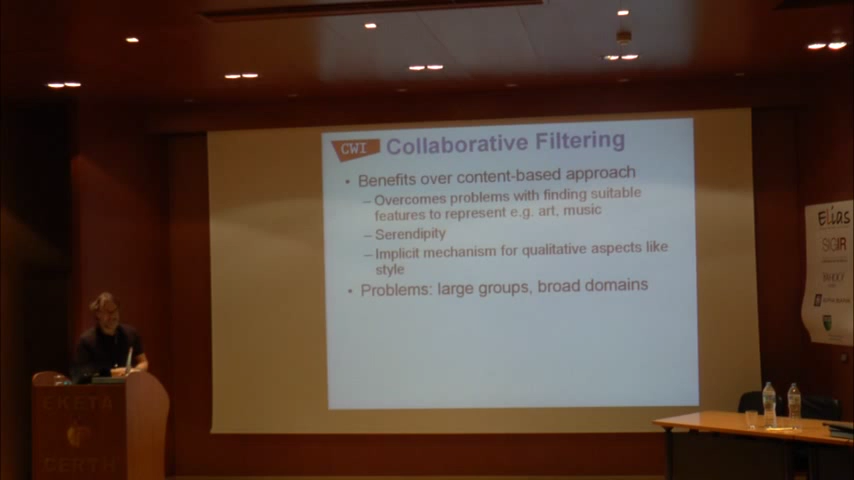 CWI Collaborative Filtering
• Benefits over content-based approach
– Overcomes problems with finding suitable
features to represent e.g. art, music
– Serendipity
– Implicit mechanism for qualitative aspects like
style
• Problems: large groups, broad domains
Elias
SIGIR
YAHOO!
EKETA
CERTH